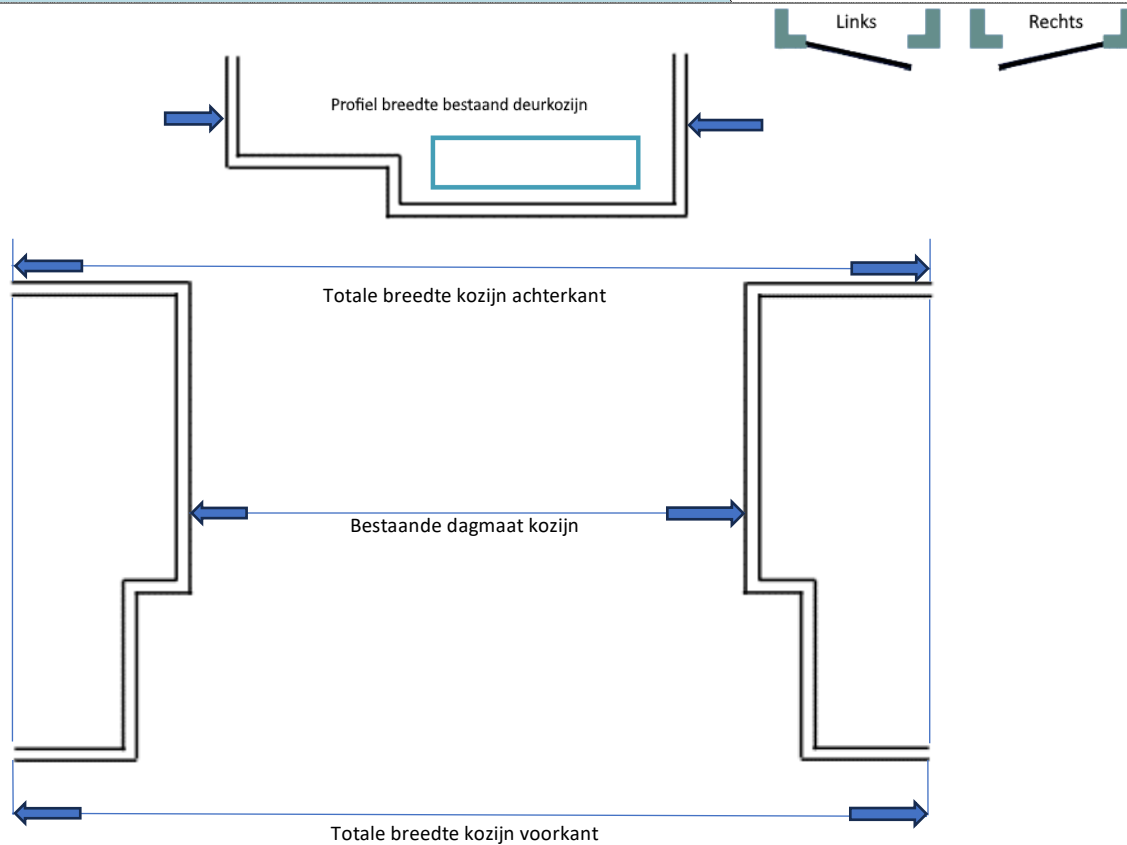 Links
Rechts
Profiel breedte bestaand deurkozijn
Totale breedte kozijn achterkant
Bestaande dagmaat kozijn
Totale breedte kozijn voorkant